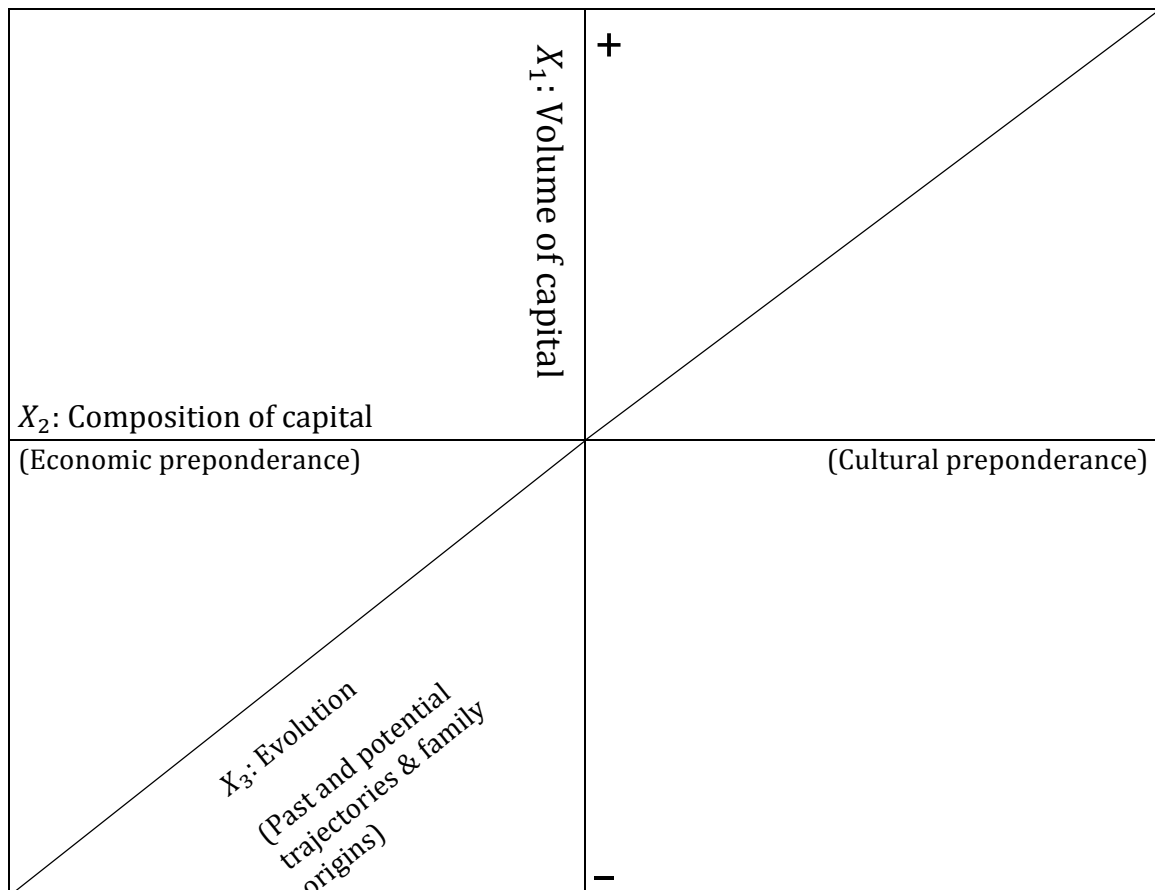 +
X₁: Volume of capital
X₂: Composition of capital
(Economic preponderance)
(Cultural preponderance)
X₃: Evolution
(Past and potential
trajectories & family
origins)
–